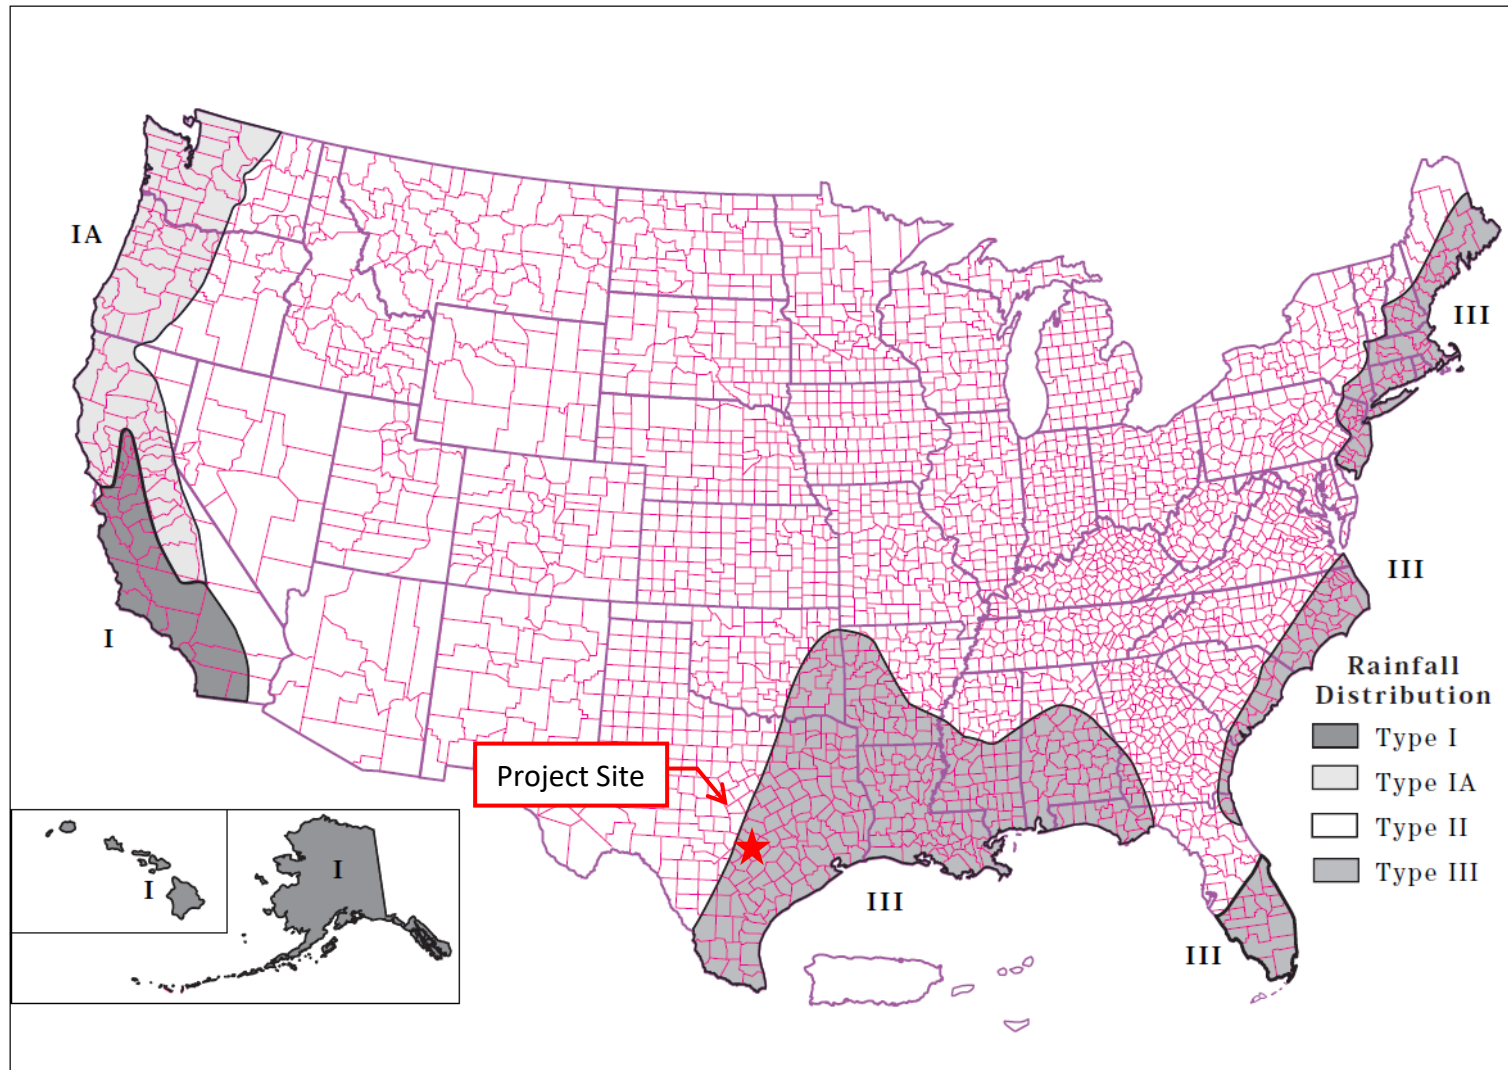 IA
III
III
I
Rainfall
Distribution
Type I
Type IA
Type II
Type III
Project Site
I
I
III
III